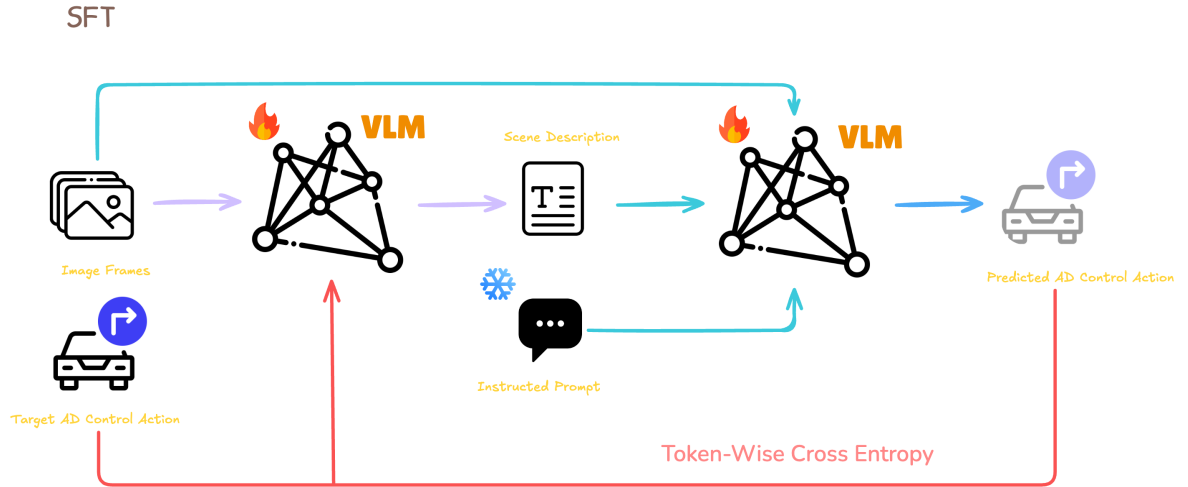 SFT
VLM
VLM
Scene Description
T
Image Frames
Predicted AD Control Action
Instructed Prompt
Target AD Control Action
Token-Wise Cross Entropy